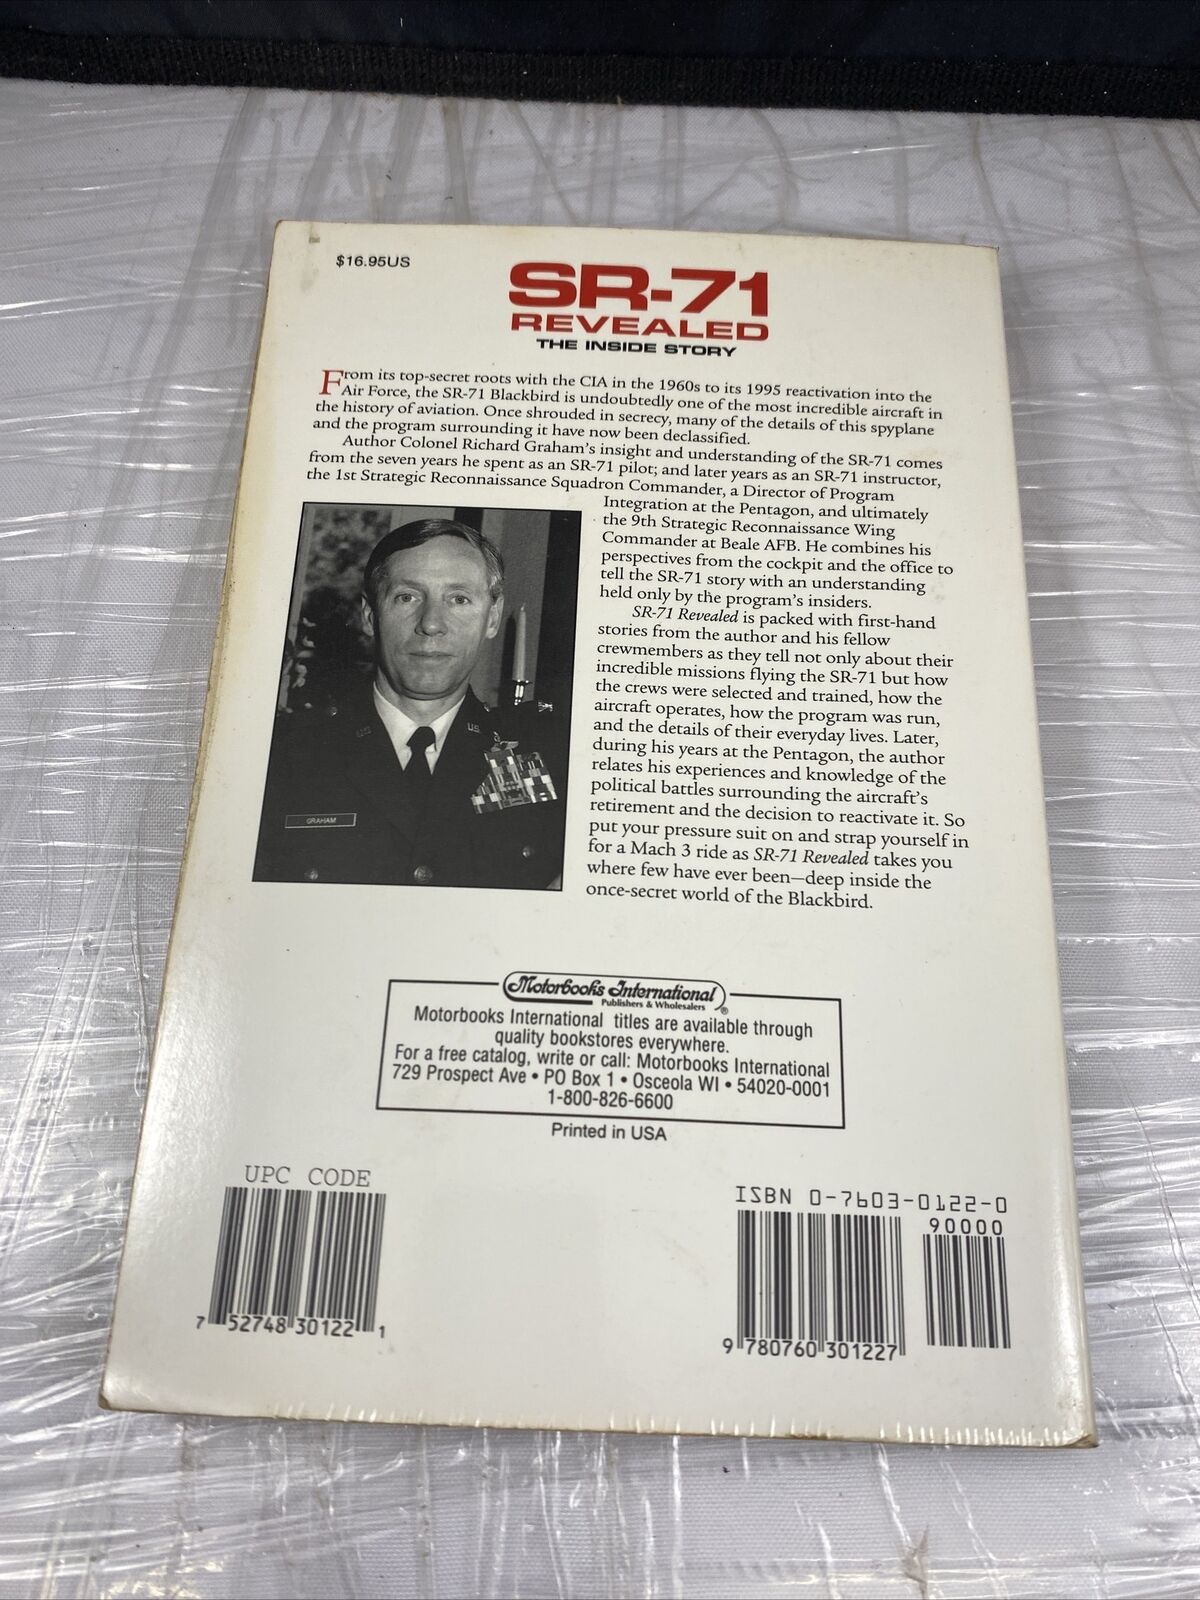 $16.95US
SR-71
REVEALED
THE INSIDE STORY
From its top-secret roots with the CIA in the 1960s to its 1995 reactivation into the
Air Force, the SR-71 Blackbird is undoubtedly one of the most incredible aircraft in
the history of aviation. Once shrouded in secrecy, many of the details of this spyplane
and the program surrounding it have now been declassified.
Author Colonel Richard Graham's insight and understanding of the SR-71 comes
from the seven years he spent as an SR-71 pilot; and later years as an SR-71 instructor,
the 1st Strategic Reconnaissance Squadron Commander, a Director of Program
Integration at the Pentagon, and ultimately
the 9th Strategic Reconnaissance Wing
Commander at Beale AFB. He combines his
perspectives from the cockpit and the office to
tell the SR-71 story with an understanding
held only by the program's insiders.
SR-71 Revealed is packed with first-hand
stories from the author and his fellow
crewmembers as they tell not only about their
incredible missions flying the SR-71 but how
the crews were selected and trained, how the
aircraft operates, how the program was run,
and the details of their everyday lives. Later,
during his years at the Pentagon, the author
relates his experiences and knowledge of the
political battles surrounding the aircraft's
retirement and the decision to reactivate it. So
put your pressure suit on and strap yourself in
for a Mach 3 ride as SR-71 Revealed takes you
where few have ever been—deep inside the
once-secret world of the Blackbird.
US
U.S.
GRAHAM
Motorbooks International
Publishers & Wholesalers ®
Motorbooks International titles are available through
quality bookstores everywhere.
For a free catalog, write or call: Motorbooks International
729 Prospect Ave • PO Box 1 • Osceola WI • 54020-0001
1-800-826-6600
Printed in USA
UPC CODE
7 52748 30122 1
ISBN 0-7603-0122-0
90000
9 780760 301227